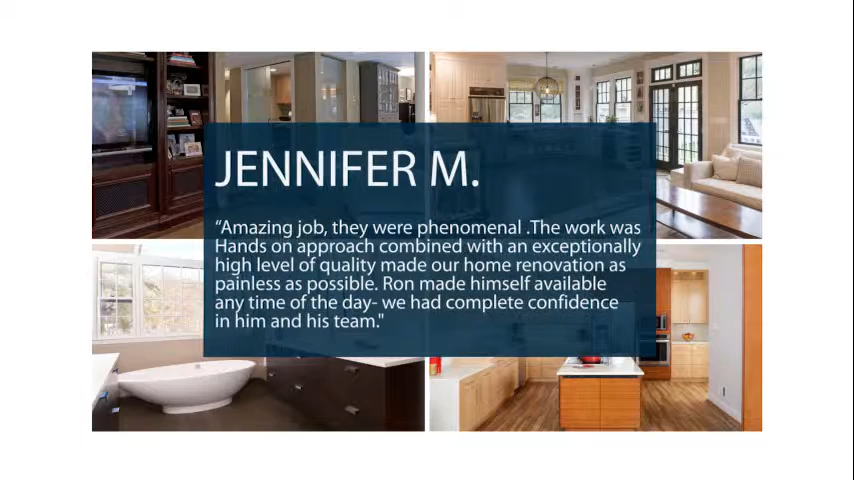 JENNIFER M.
“Amazing job, they were phenomenal .The work was
Hands on approach combined with an exceptionally
high level of quality made our home renovation as
painless as possible. Ron made himself available
any time of the day- we had complete confidence
in him and his team."